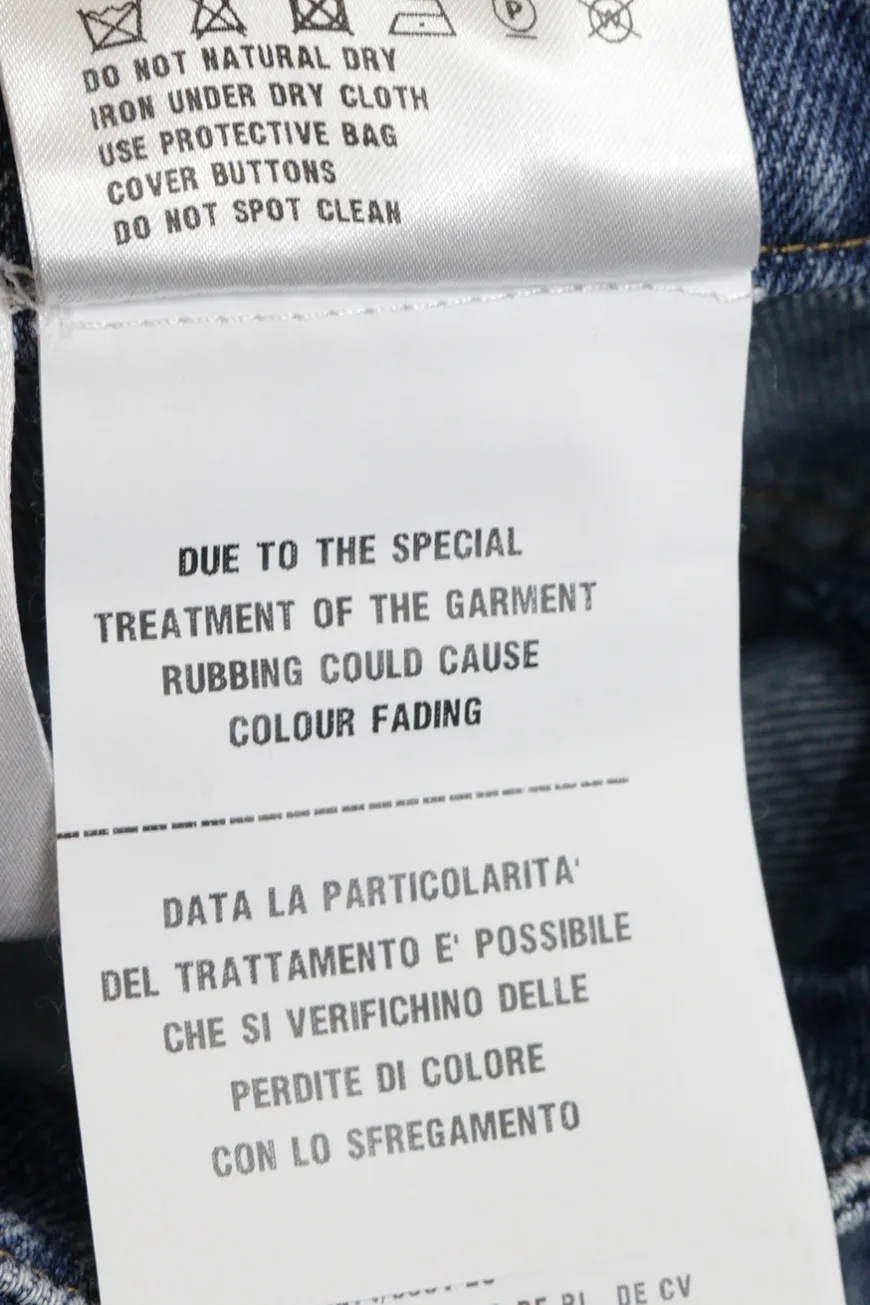 DO NOT NATURAL DRY
IRON UNDER DRY CLOTH
USE PROTECTIVE BAG
COVER BUTTONS
DO NOT SPOT CLEAN
DUE TO THE SPECIAL
TREATMENT OF THE GARMENT
RUBBING COULD CAUSE
COLOUR FADING
DATA LA PARTICOLARITA'
DEL TRATTAMENTO E' POSSIBILE
CHE SI VERIFICHINO DELLE
PERDITE DI COLORE
CON LO SFREGAMENTO
DE CV